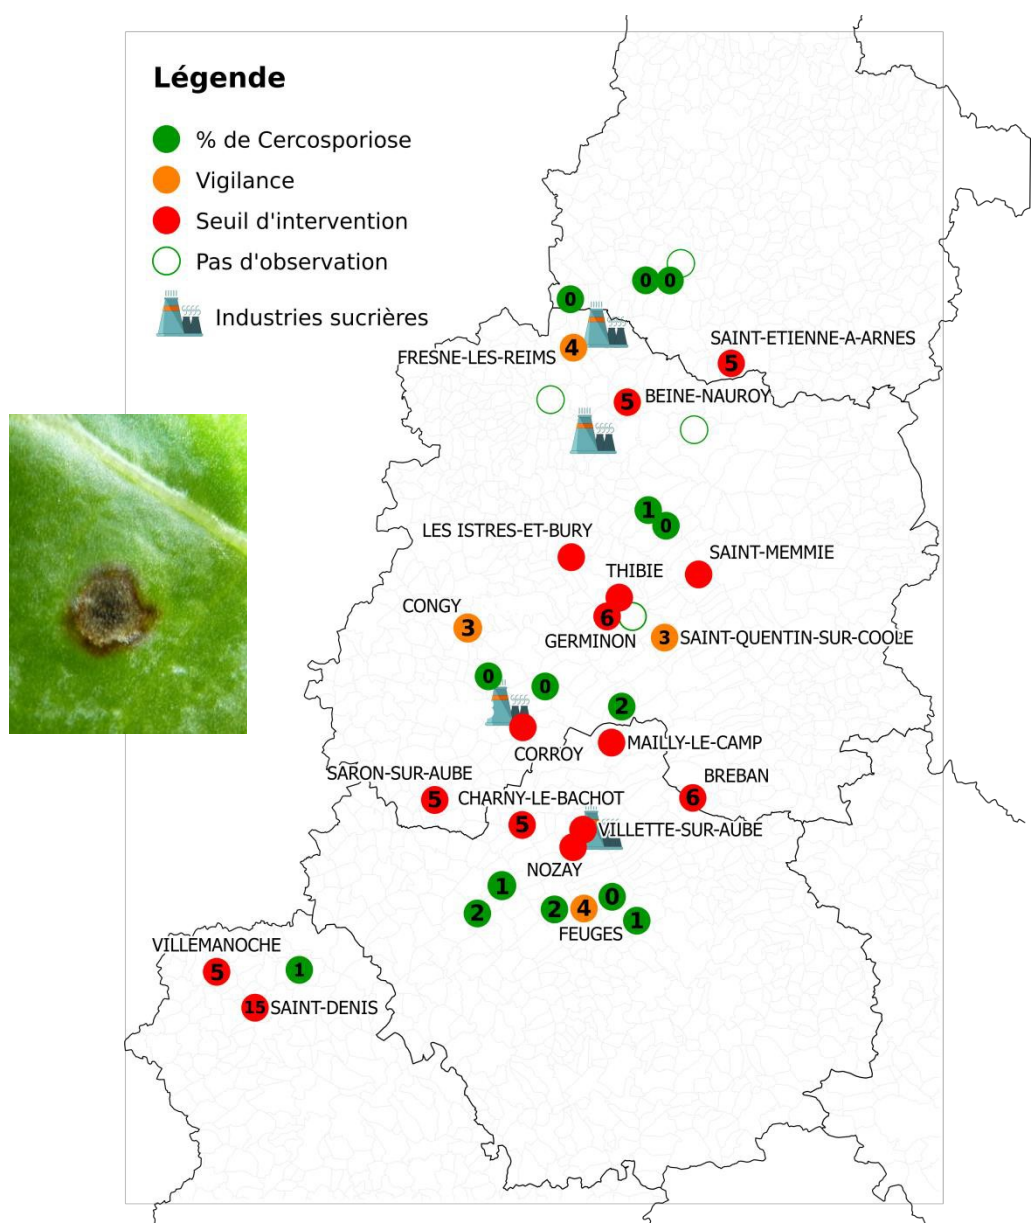 Légende
% de Cercosporiose
Vigilance
Seuil d'intervention
Pas d'observation
Industries sucrières
0 0
0
SAINT-ETIENNE-A-ARNES
4
FRESNE-LES-REIMS
5
5
BEINE-NAUROY
1
0
LES ISTRES-ET-BURY
SAINT-MEMMIE
THIBIE
CONGY
6
3
GERMINON
3
SAINT-QUENTIN-SUR-COOLE
0
0
2
CORROY
MAILLY-LE-CAMP
SARON-SUR-AUBE
BREBAN
5
CHARNY-LE-BACHOT
6
5
VILLETTE-SUR-AUBE
NOZAY
1
0
2
2
4
1
FEUGES
VILLEMANOCHE
5
1
15
SAINT-DENIS